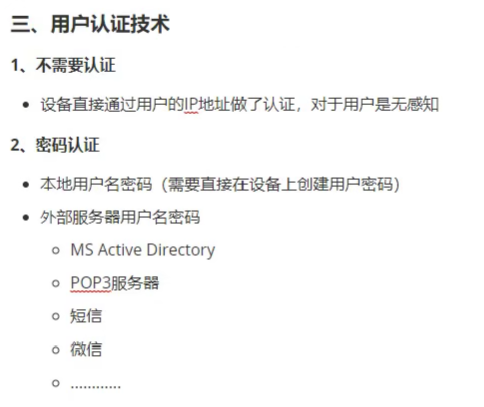 三、用户认证技术
1、不需要认证
• 设备直接通过用户的IP地址做了认证，对于用户是无感知
2、密码认证
• 本地用户名密码（需要直接在设备上创建用户密码）
• 外部服务器用户名密码
◦ MS Active Directory
◦ POP3服务器
◦ 短信
◦ 微信
◦ …………